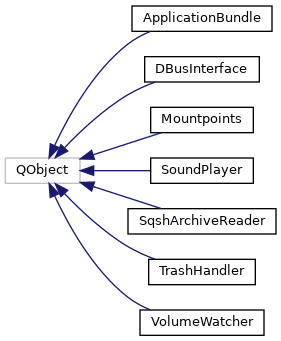 ApplicationBundle
DBusInterface
Mountpoints
QObject
SoundPlayer
SqshArchiveReader
TrashHandler
VolumeWatcher